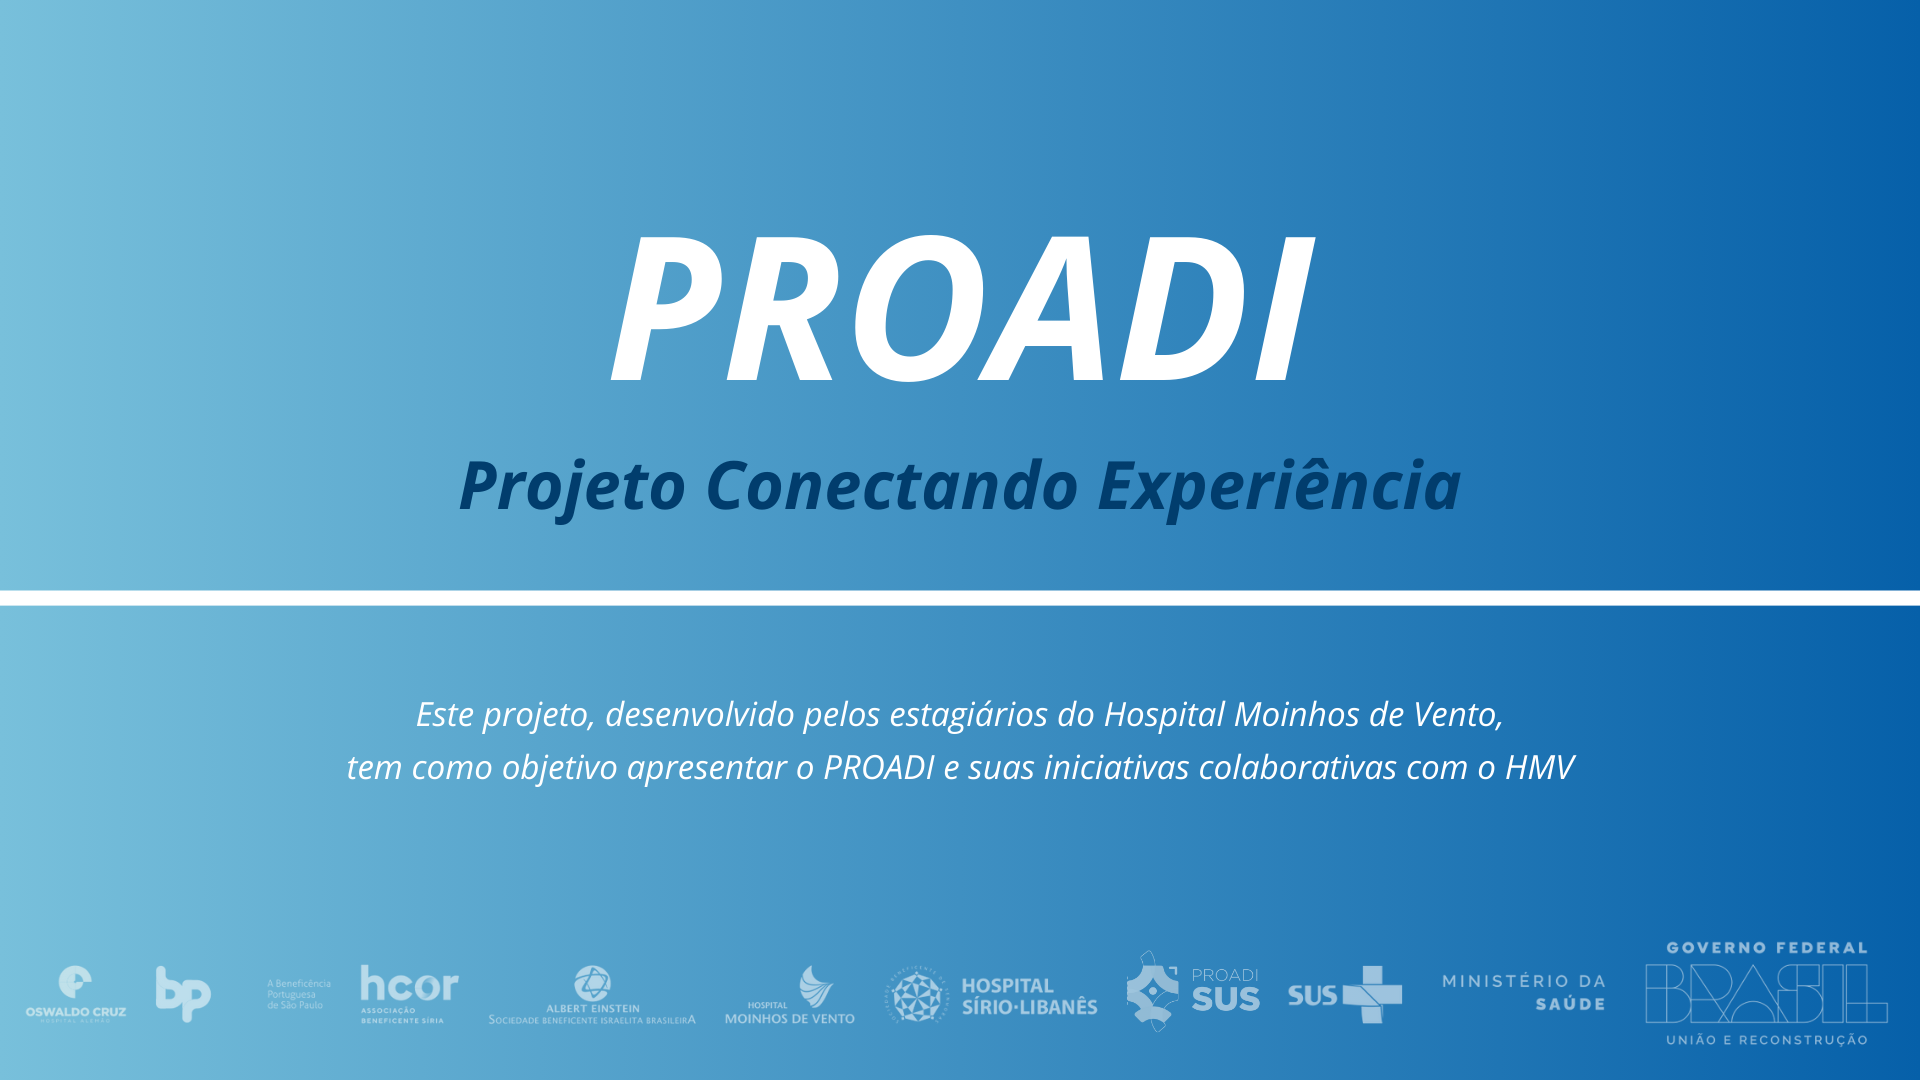 PROADI
Projeto Conectando Experiência
Este projeto, desenvolvido pelos estagiários do Hospital Moinhos de Vento,
tem como objetivo apresentar o PROADI e suas iniciativas colaborativas com o HMV
OSWALDO CRUZ
HOSPITAL ALEMÃO
bp
A Beneficência
Portuguesa
de São Paulo
hcor
ASSOCIAÇÃO
BENEFICENTE SÍRIA
ALBERT EINSTEIN
SOCIEDADE BENEFICENTE ISRAELITA BRASILEIRA
HOSPITAL
MOINHOS DE VENTO
HOSPITAL
SÍRIO·LIBANÊS
PROADI
SUS
SUS
MINISTÉRIO DA
SAÚDE
GOVERNO FEDERAL
BRASIL
UNIÃO E RECONSTRUÇÃO